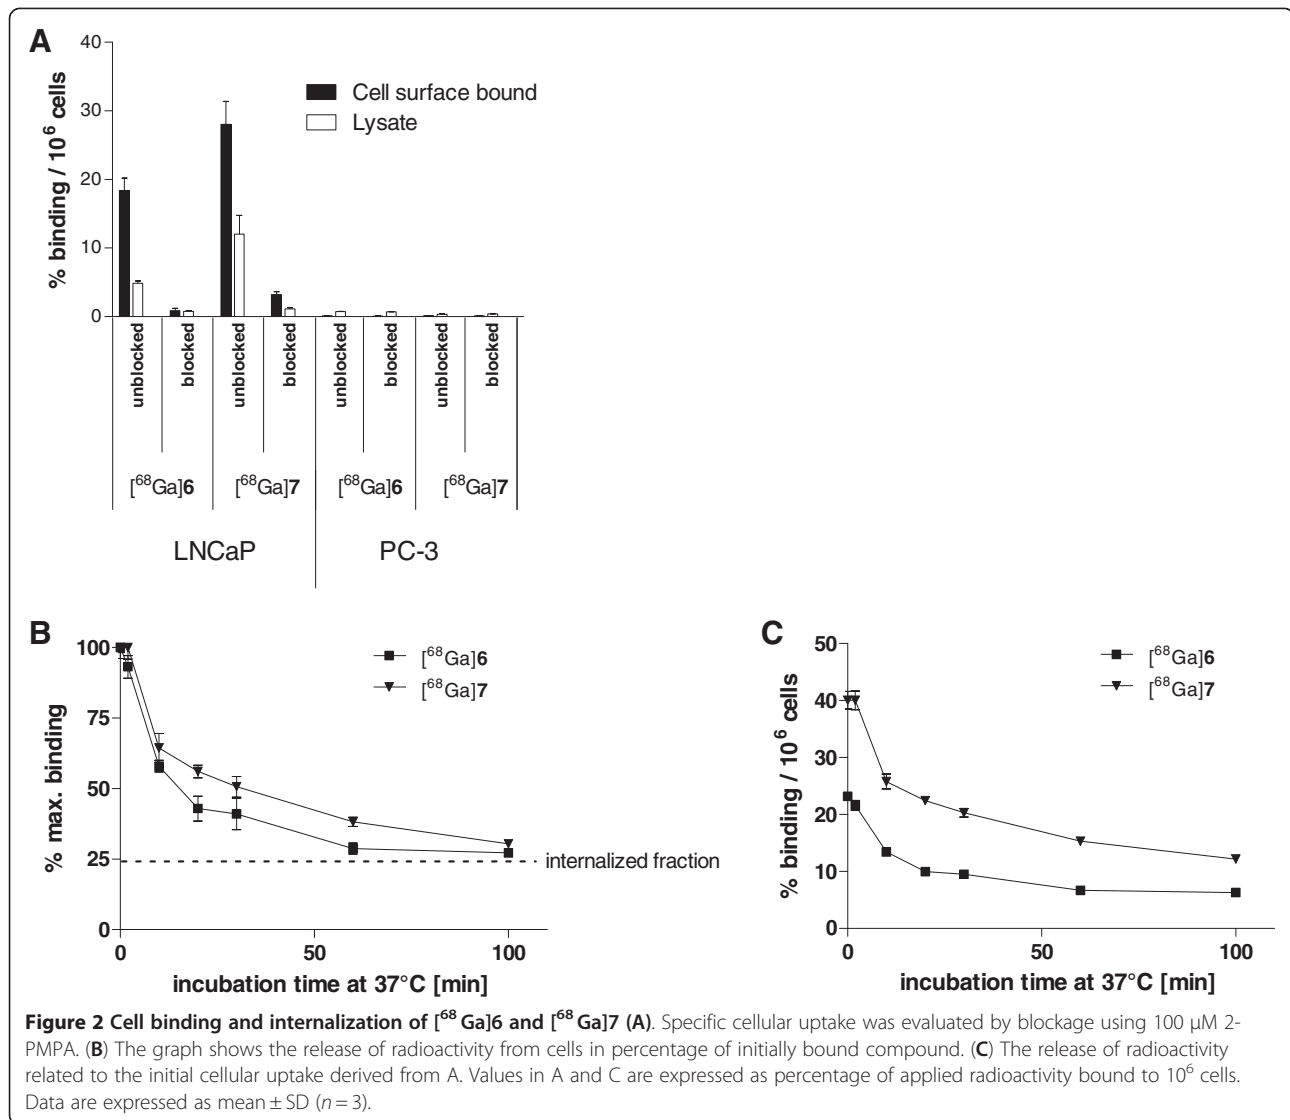 A
40
30
20
10
0
% binding / 10⁶ cells
Cell surface bound
Lysate
unblocked
blocked
unblocked
blocked
unblocked
blocked
unblocked
blocked
[⁶⁸Ga]6
[⁶⁸Ga]7
[⁶⁸Ga]6
[⁶⁸Ga]7
LNCaP
PC-3
B
100
75
50
25
0
% max. binding
[⁶⁸Ga]6
[⁶⁸Ga]7
internalized fraction
0
50
100
incubation time at 37°C [min]
C
50
40
30
20
10
0
% binding / 10⁶ cells
[⁶⁸Ga]6
[⁶⁸Ga]7
0
50
100
incubation time at 37°C [min]
Figure 2 Cell binding and internalization of [⁶⁸ Ga]6 and [⁶⁸ Ga]7 (A). Specific cellular uptake was evaluated by blockage using 100 μM 2-
PMPA. (B) The graph shows the release of radioactivity from cells in percentage of initially bound compound. (C) The release of radioactivity
related to the initial cellular uptake derived from A. Values in A and C are expressed as percentage of applied radioactivity bound to 10⁶ cells.
Data are expressed as mean ± SD (n = 3).